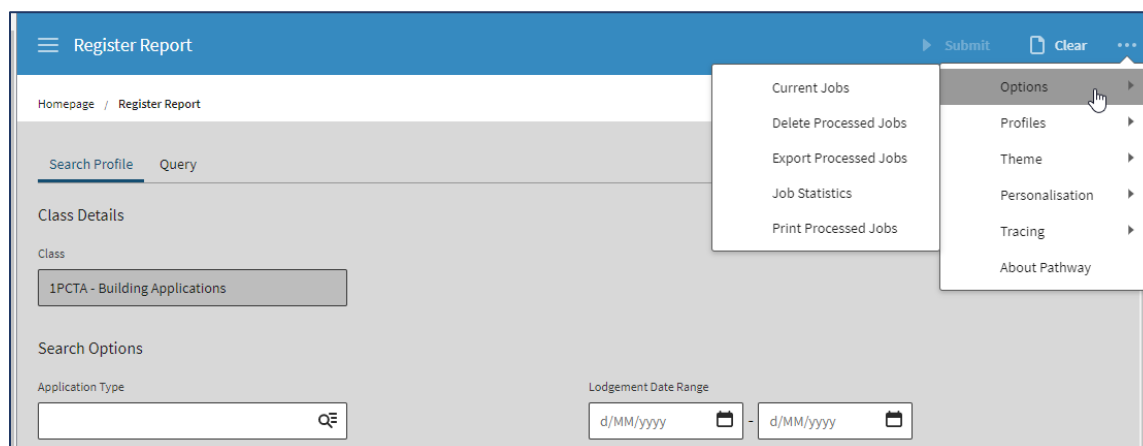 Register Report
Submit
Clear
Homepage / Register Report
Search Profile
Query
Current Jobs
Delete Processed Jobs
Export Processed Jobs
Job Statistics
Print Processed Jobs
Options
Profiles
Theme
Personalisation
Tracing
About Pathway
Class Details
Class
1PCTA - Building Applications
Search Options
Application Type
Lodgement Date Range
d/MM/yyyy - d/MM/yyyy